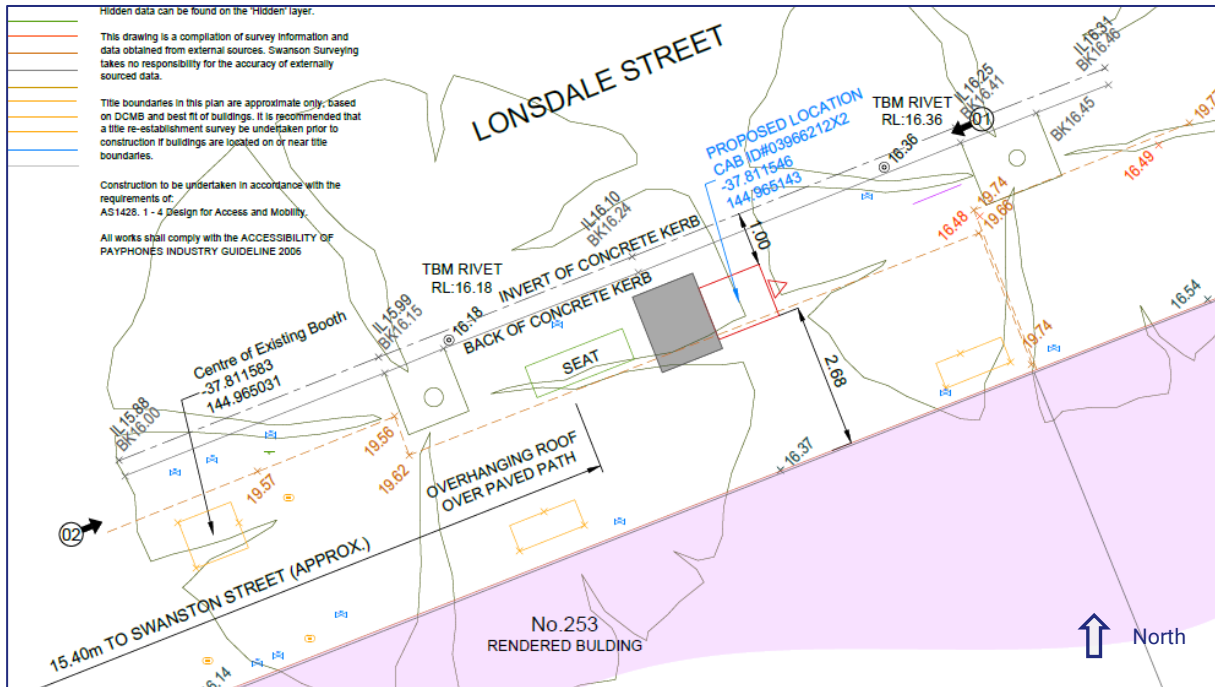 Hidden data can be found on the 'Hidden' layer.
This drawing is a compilation of survey information and
data obtained from external sources. Swanson Surveying
takes no responsibility for the accuracy of externally
sourced data.
Title boundaries in this plan are approximate only, based
on DCMB and best fit of buildings. It is recommended that
a title re-establishment survey be undertaken prior to
construction if buildings are located on or near title
boundaries.
Construction to be undertaken in accordance with the
requirements of:
AS1428. 1 - 4 Design for Access and Mobility.
All works shall comply with the ACCESSIBILITY OF
PAYPHONES INDUSTRY GUIDELINE 2006
LONSDALE STREET
PROPOSED LOCATION
CAB ID#03966212X2
-37.811546
144.965143
TBM RIVET
RL:16.36
16.36
IL16.25
BK16.41
01
IL16.31
BK16.46
BK16.45
19.77
16.49
19.74
19.66
16.48
IL16.10
BK16.24
1.00
TBM RIVET
RL:16.18
16.18
INVERT OF CONCRETE KERB
BACK OF CONCRETE KERB
IL15.99
BK16.15
Centre of Existing Booth
-37.811583
144.965031
IL15.88
BK16.00
SEAT
2.68
19.74
16.54
19.56
19.62
19.57
OVERHANGING ROOF
OVER PAVED PATH
16.37
02
15.40m TO SWANSTON STREET (APPROX.)
No.253
RENDERED BUILDING
North